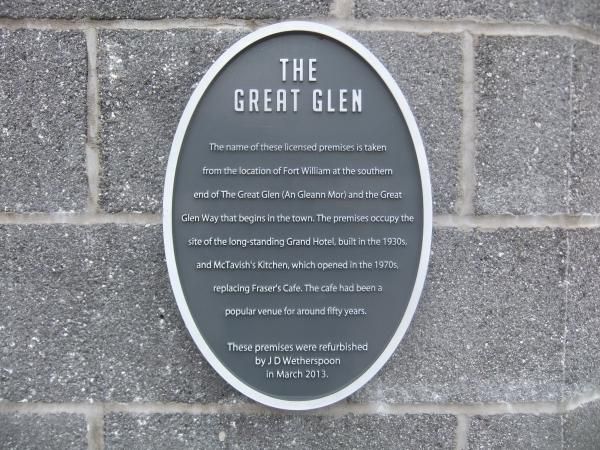 THE
GREAT GLEN
The name of these licensed premises is taken
from the location of Fort William at the southern
end of The Great Glen (An Gleann Mor) and the Great
Glen Way that begins in the town. The premises occupy the
site of the long-standing Grand Hotel, built in the 1930s,
and McTavish's Kitchen, which opened in the 1970s,
replacing Fraser's Cafe. The cafe had been a
popular venue for around fifty years.
These premises were refurbished
by J D Wetherspoon
in March 2013.